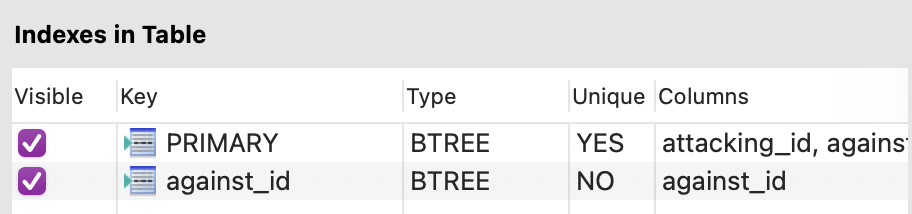 Indexes in Table
Visible Key Type Unique Columns
PRIMARY BTREE YES attacking_id, agains
against_id BTREE NO against_id